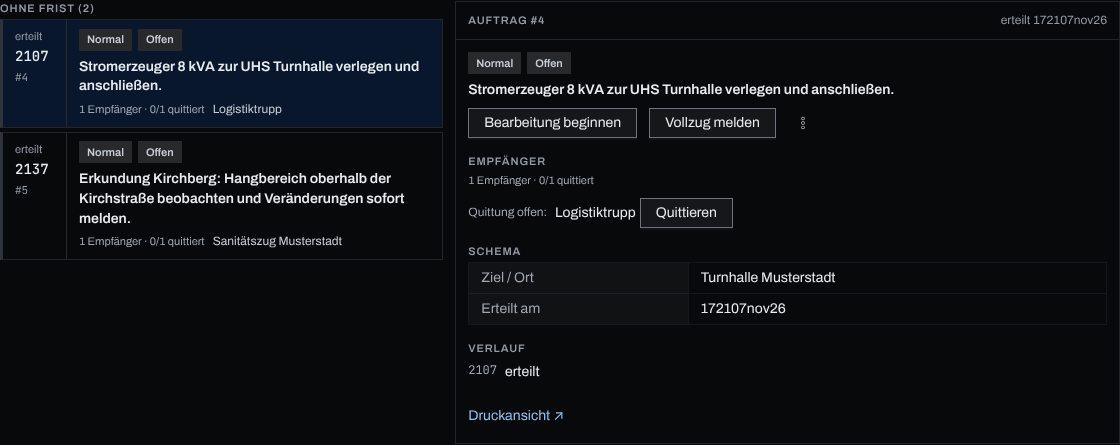 OHNE FRIST (2)
erteilt
2107
#4
Normal Offen
Stromerzeuger 8 kVA zur UHS Turnhalle verlegen und
anschließen.
1 Empfänger · 0/1 quittiert Logistiktrupp
erteilt
2137
#5
Normal Offen
Erkundung Kirchberg: Hangbereich oberhalb der
Kirchstraße beobachten und Veränderungen sofort
melden.
1 Empfänger · 0/1 quittiert Sanitätszug Musterstadt
AUFTRAG #4 erteilt 172107nov26
Normal Offen
Stromerzeuger 8 kVA zur UHS Turnhalle verlegen und anschließen.
Bearbeitung beginnen Vollzug melden
EMPFÄNGER
1 Empfänger · 0/1 quittiert
Quittung offen: Logistiktrupp Quittieren
SCHEMA
Ziel / Ort Turnhalle Musterstadt
Erteilt am 172107nov26
VERLAUF
2107 erteilt
Druckansicht ↗